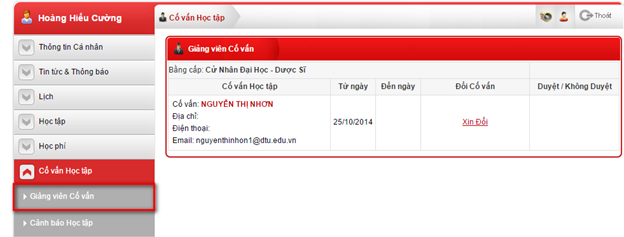 Hoàng Hiếu Cường
Cố vấn Học tập
Thoát
Thông tin Cá nhân
Tin tức & Thông báo
Lịch
Học tập
Học phí
Cố vấn Học tập
Giảng viên Cố vấn
Cảnh báo Học tập
Giảng viên Cố vấn
Bằng cấp: Cử Nhân Đại Học - Dược Sĩ
Cố vấn Học tập Từ ngày Đến ngày Đổi Cố vấn Duyệt / Không Duyệt
Cố vấn: NGUYỄN THỊ NHƠN
Địa chỉ:
Điện thoại:
Email: nguyenthinhon1@dtu.edu.vn
25/10/2014
Xin Đổi